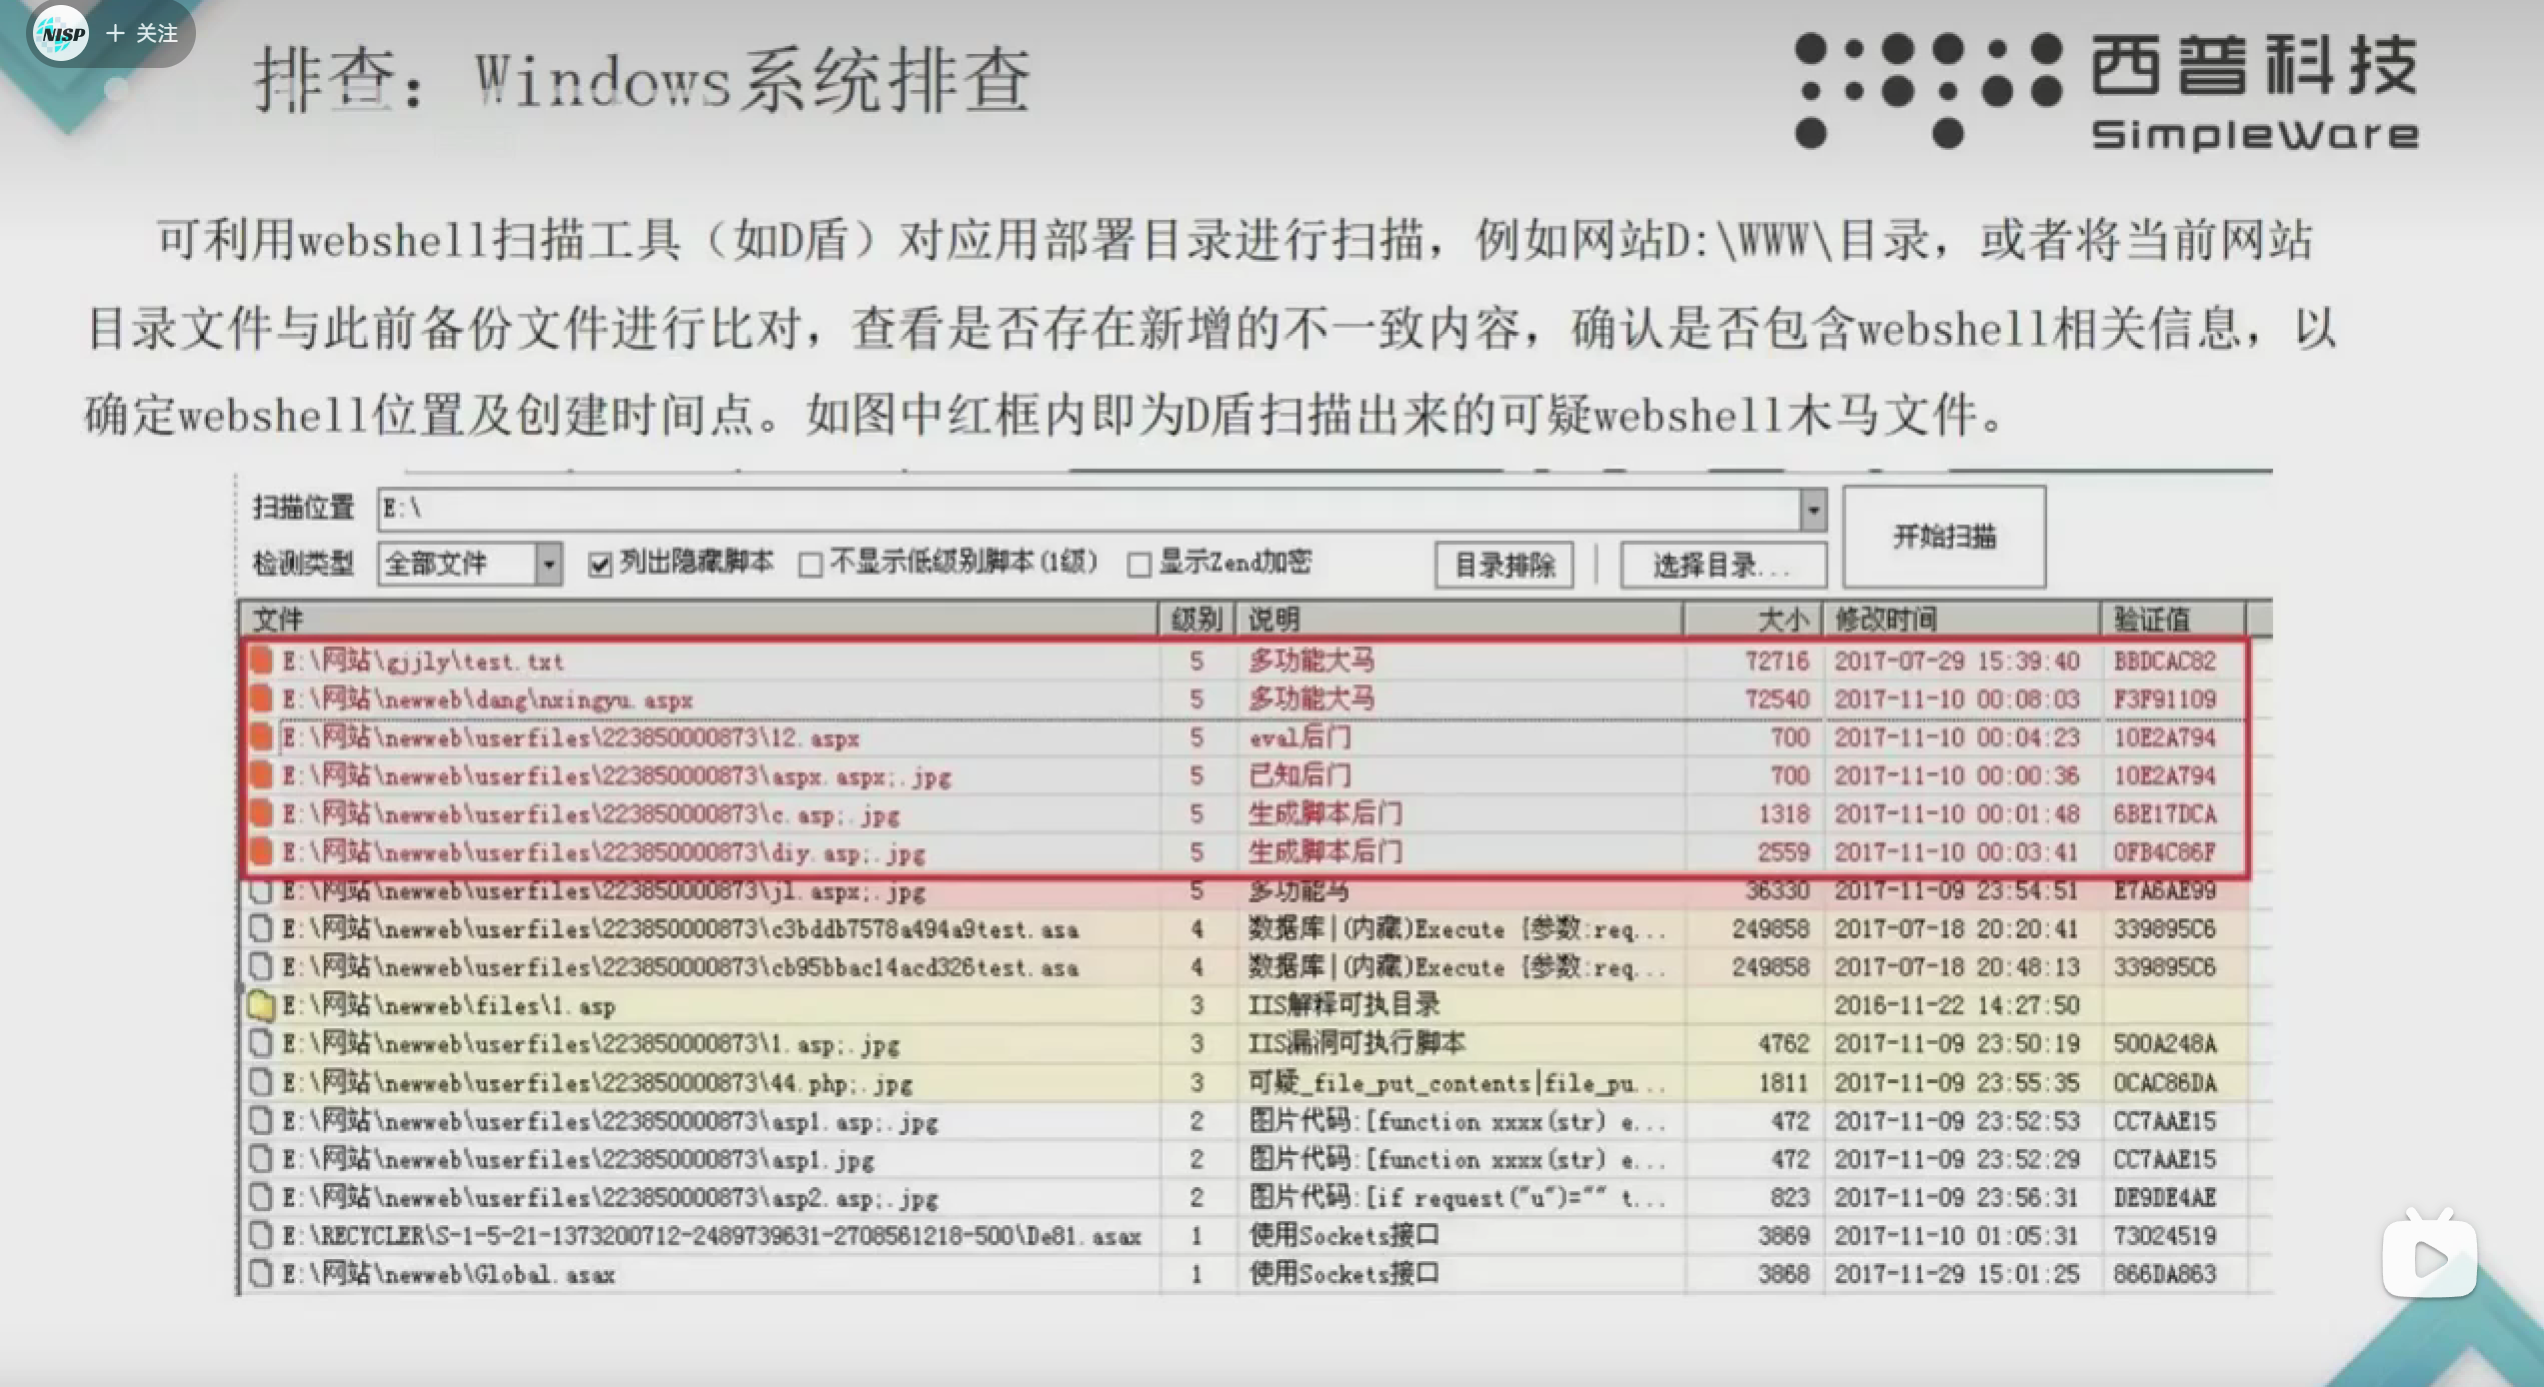 NISP
+ 关注
排查：Windows系统排查
西普科技
SimpleWare
可利用webshell扫描工具（如D盾）对应用部署目录进行扫描，例如网站D:\WWW\目录，或者将当前网站
目录文件与此前备份文件进行比对，查看是否存在新增的不一致内容，确认是否包含webshell相关信息，以
确定webshell位置及创建时间点。如图中红框内即为D盾扫描出来的可疑webshell木马文件。
扫描位置 E:\
开始扫描
检测类型 全部文件 列出隐藏脚本 不显示低级别脚本(1级) 显示Zend加密 目录排除 选择目录...
文件 级别 说明 大小 修改时间 验证值
E:\网站\gjjly\test.txt 5 多功能大马 72716 2017-07-29 15:39:40 BBDCAC82
E:\网站\newweb\dang\nxingyu.aspx 5 多功能大马 72540 2017-11-10 00:08:03 F3F91109
E:\网站\newweb\userfiles\223850000873\12.aspx 5 eval后门 700 2017-11-10 00:04:23 10E2A794
E:\网站\newweb\userfiles\223850000873\aspx.aspx;.jpg 5 已知后门 700 2017-11-10 00:00:36 10E2A794
E:\网站\newweb\userfiles\223850000873\c.asp;.jpg 5 生成脚本后门 1318 2017-11-10 00:01:48 6BE17DCA
E:\网站\newweb\userfiles\223850000873\diy.asp;.jpg 5 生成脚本后门 2559 2017-11-10 00:03:41 0FB4C86F
E:\网站\newweb\userfiles\223850000873\jl.aspx;.jpg 5 多功能马 36330 2017-11-09 23:54:51 E7A6AE99
E:\网站\newweb\userfiles\223850000873\c3bddb7578a494a9test.asa 4 数据库|(内藏)Execute {参数:req... 249858 2017-07-18 20:20:41 339895C6
E:\网站\newweb\userfiles\223850000873\cb95bbac14acd326test.asa 4 数据库|(内藏)Execute {参数:req... 249858 2017-07-18 20:48:13 339895C6
E:\网站\newweb\files\1.asp 3 IIS解释可执目录 2016-11-22 14:27:50
E:\网站\newweb\userfiles\223850000873\1.asp;.jpg 3 IIS漏洞可执行脚本 4762 2017-11-09 23:50:19 500A248A
E:\网站\newweb\userfiles\223850000873\44.php;.jpg 3 可疑_file_put_contents|file_pu... 1811 2017-11-09 23:55:35 0CAC86DA
E:\网站\newweb\userfiles\223850000873\asp1.asp;.jpg 2 图片代码:[function xxxx(str) e... 472 2017-11-09 23:52:53 CC7AAE15
E:\网站\newweb\userfiles\223850000873\asp1.jpg 2 图片代码:[function xxxx(str) e... 472 2017-11-09 23:52:29 CC7AAE15
E:\网站\newweb\userfiles\223850000873\asp2.asp;.jpg 2 图片代码:[if request("u")="" t... 823 2017-11-09 23:56:31 DE9DE4AE
E:\RECYCLER\S-1-5-21-1373200712-2489739631-2708561218-500\De81.asax 1 使用Sockets接口 3869 2017-11-10 01:05:31 73024519
E:\网站\newweb\Global.asax 1 使用Sockets接口 3868 2017-11-29 15:01:25 866DA863